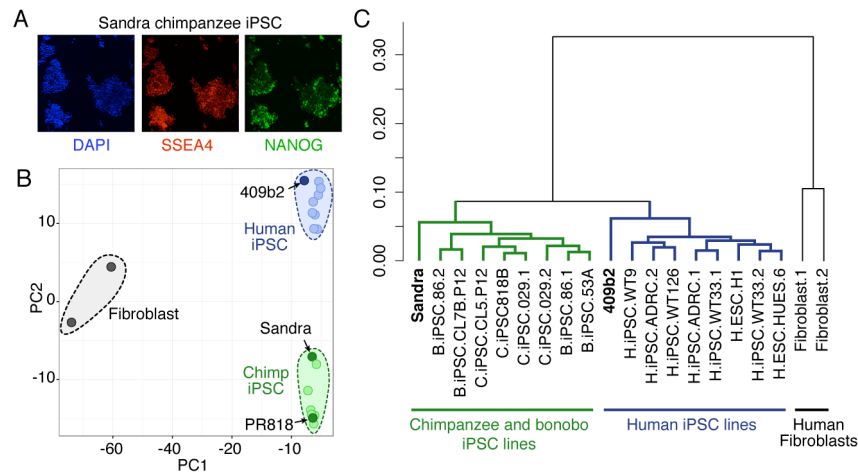 A
Sandra chimpanzee iPSC
DAPI
SSEA4
NANOG
B
PC2
10
0
-10
409b2
Human
iPSC
Fibroblast
Sandra
Chimp
iPSC
PR818
-60
-40
-20
-10
PC1
C
0.30
0.20
0.10
0.00
Sandra
B.iPSC.86.2
B.iPSC.CL7B.P12
C.iPSC.CL5.P12
C.iPSC818B
C.iPSC.029.1
C.iPSC.029.2
B.iPSC.86.1
B.iPSC.53A
409b2
H.iPSC.WT9
H.iPSC.ADRC.2
H.iPSC.WT126
H.iPSC.ADRC.1
H.iPSC.WT33.1
H.ESC.H1
H.iPSC.WT33.2
H.ESC.HUES.6
Fibroblast.1
Fibroblast.2
Chimpanzee and bonobo
iPSC lines
Human iPSC lines
Human
Fibroblasts